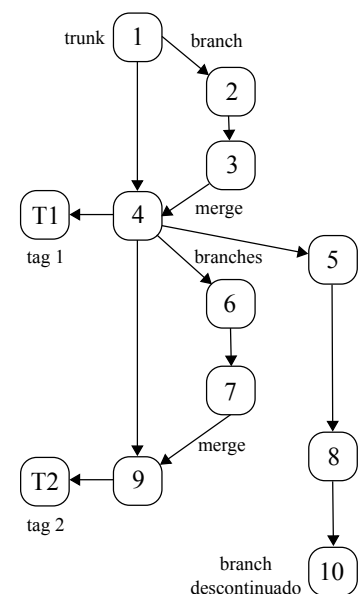 trunk
1
branch
2
3
merge
T1
4
tag 1
branches
5
6
7
merge
8
T2
9
tag 2
branch
descontinuado
10